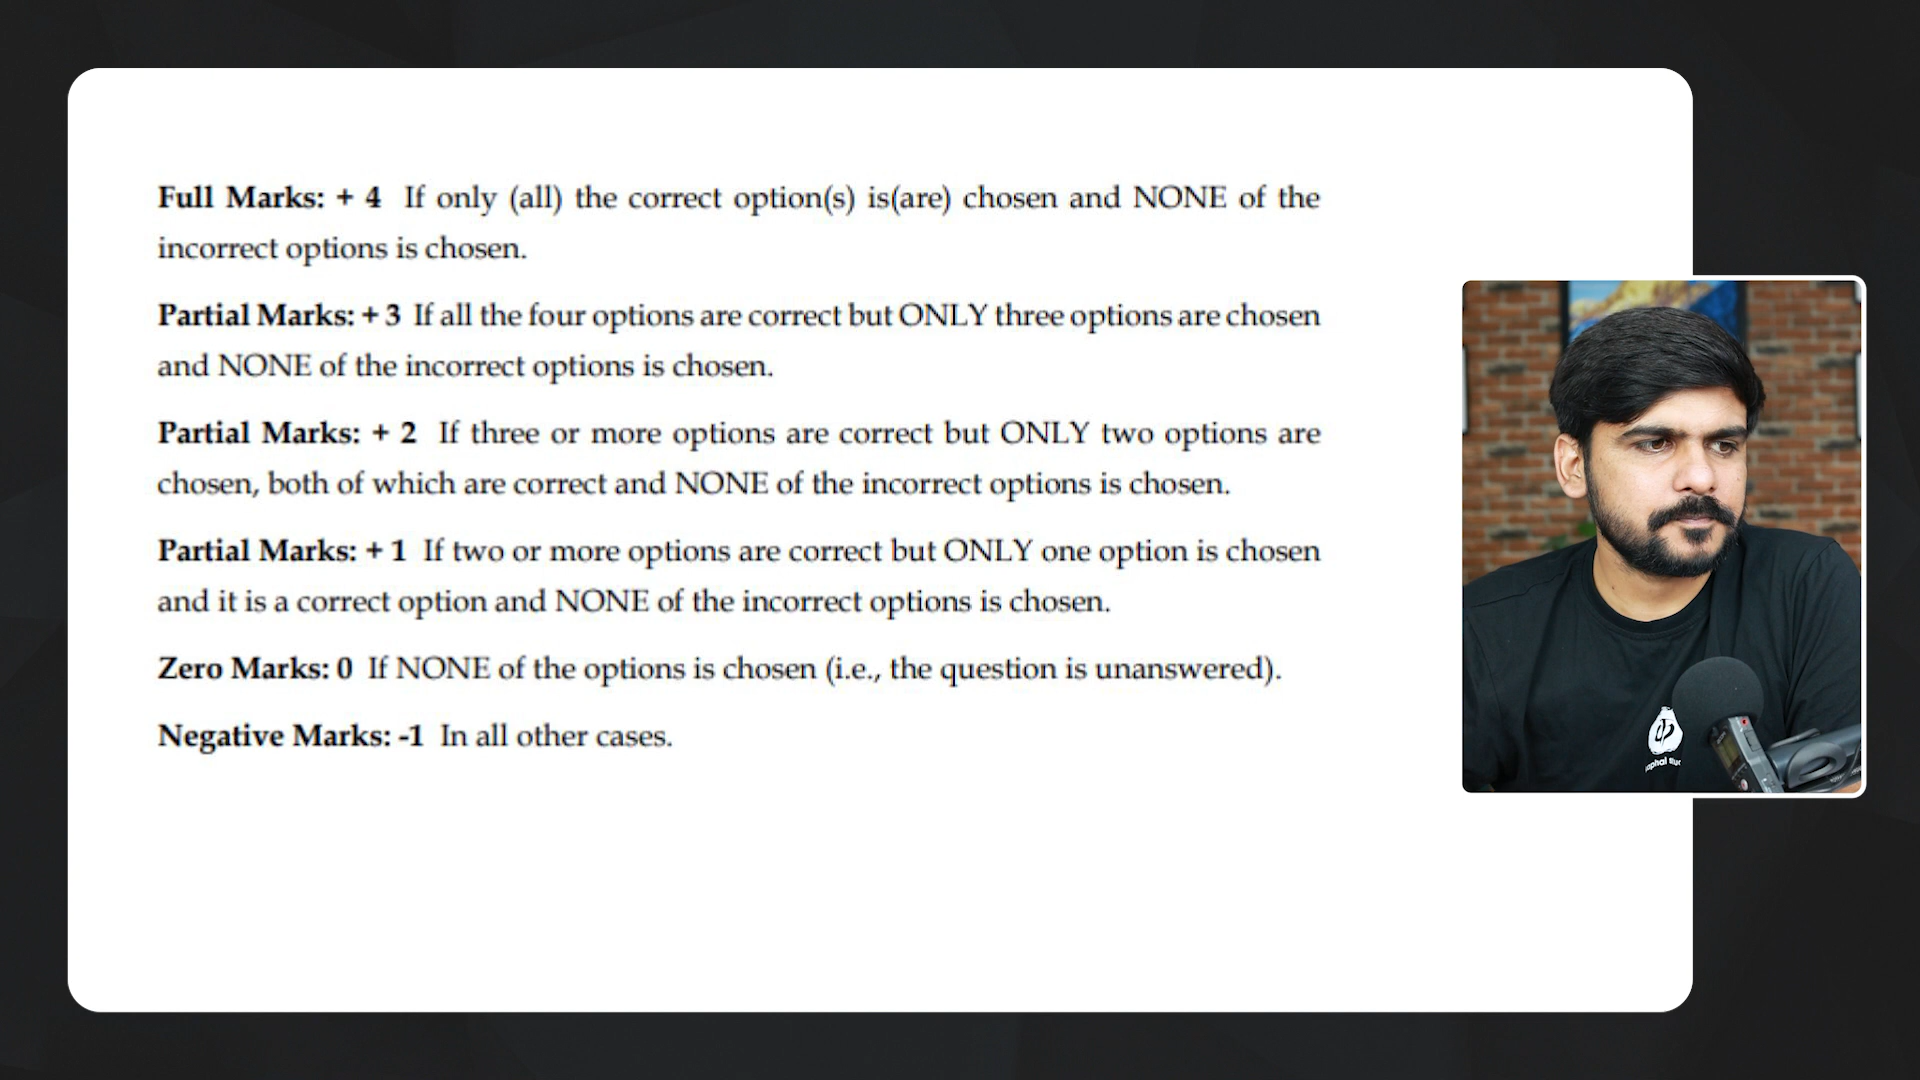 Full Marks: + 4 If only (all) the correct option(s) is(are) chosen and NONE of the
incorrect options is chosen.
Partial Marks: + 3 If all the four options are correct but ONLY three options are chosen
and NONE of the incorrect options is chosen.
Partial Marks: + 2 If three or more options are correct but ONLY two options are
chosen, both of which are correct and NONE of the incorrect options is chosen.
Partial Marks: + 1 If two or more options are correct but ONLY one option is chosen
and it is a correct option and NONE of the incorrect options is chosen.
Zero Marks: 0 If NONE of the options is chosen (i.e., the question is unanswered).
Negative Marks: -1 In all other cases.